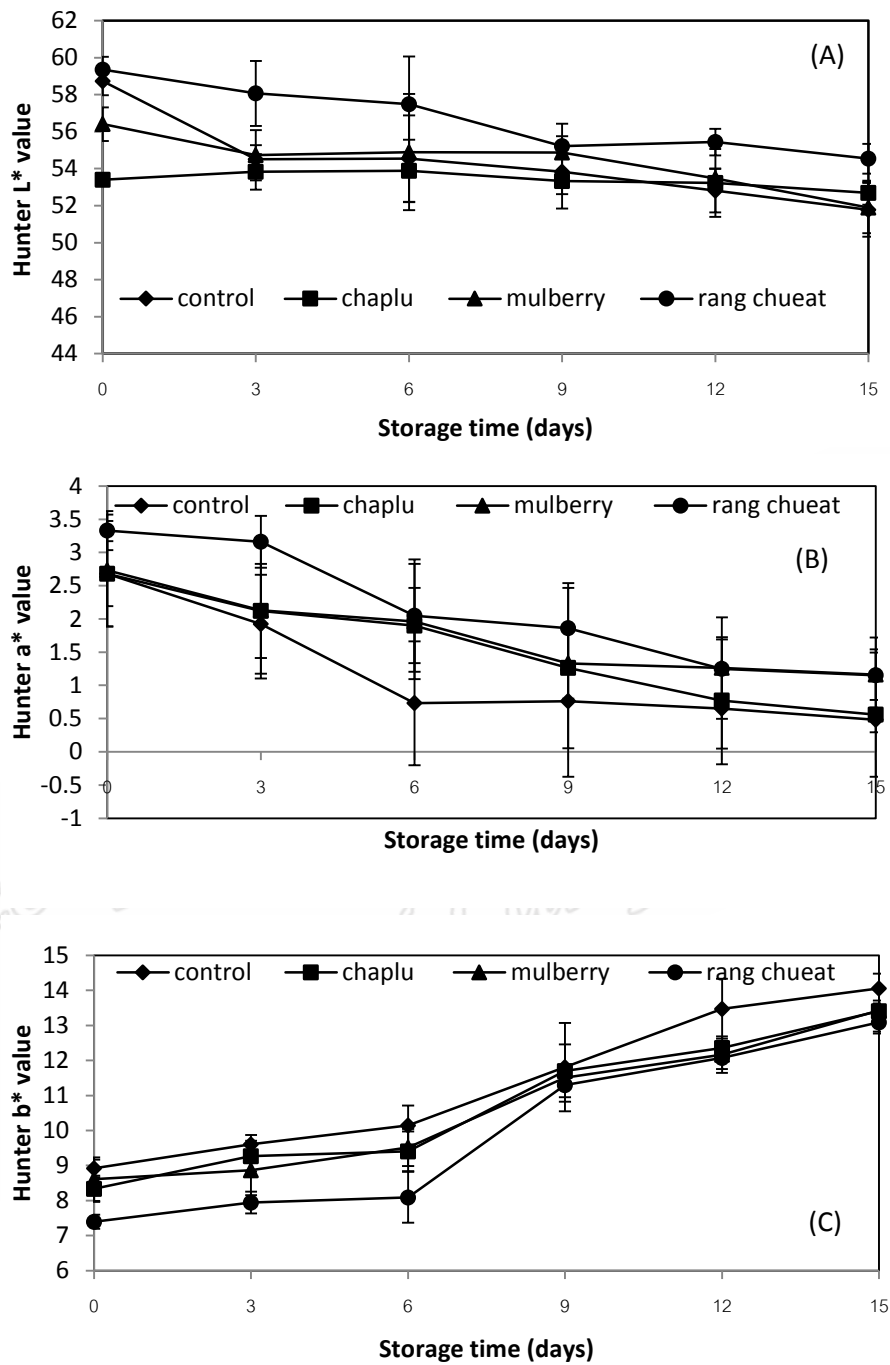 62
60
58
56
54
52
50
48
46
44
Hunter L* value
(A)
control chaplu mulberry rang chueat
0 3 6 9 12 15
Storage time (days)
4
3.5
3
2.5
2
1.5
1
0.5
0
-0.5
-1
Hunter a* value
control chaplu mulberry rang chueat
(B)
0 3 6 9 12 15
Storage time (days)
15
14
13
12
11
10
9
8
7
6
Hunter b* value
control chaplu mulberry rang chueat
(C)
0 3 6 9 12 15
Storage time (days)